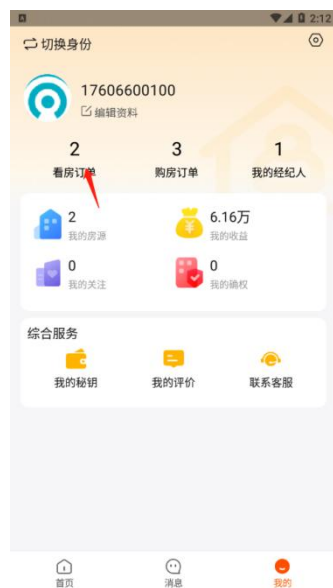 2:12
切换身份
17606600100
编辑资料
2 3 1
看房订单 购房订单 我的经纪人
2 6.16万
我的房源 我的收益
0 0
我的关注 我的确权
综合服务
我的秘钥 我的评价 联系客服
首页 消息 我的